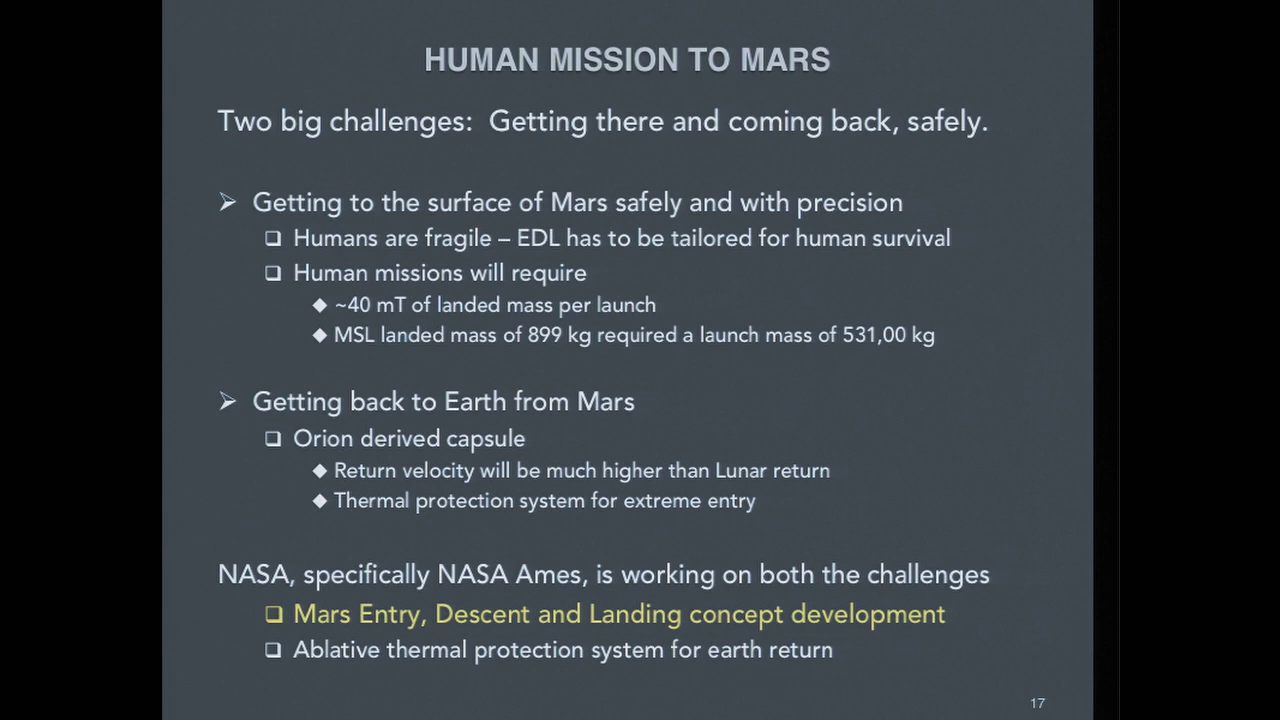 HUMAN MISSION TO MARS
Two big challenges: Getting there and coming back, safely.
➢ Getting to the surface of Mars safely and with precision
❑ Humans are fragile – EDL has to be tailored for human survival
❑ Human missions will require
◆ ~40 mT of landed mass per launch
◆ MSL landed mass of 899 kg required a launch mass of 531,00 kg
➢ Getting back to Earth from Mars
❑ Orion derived capsule
◆ Return velocity will be much higher than Lunar return
◆ Thermal protection system for extreme entry
NASA, specifically NASA Ames, is working on both the challenges
❑ Mars Entry, Descent and Landing concept development
❑ Ablative thermal protection system for earth return
17